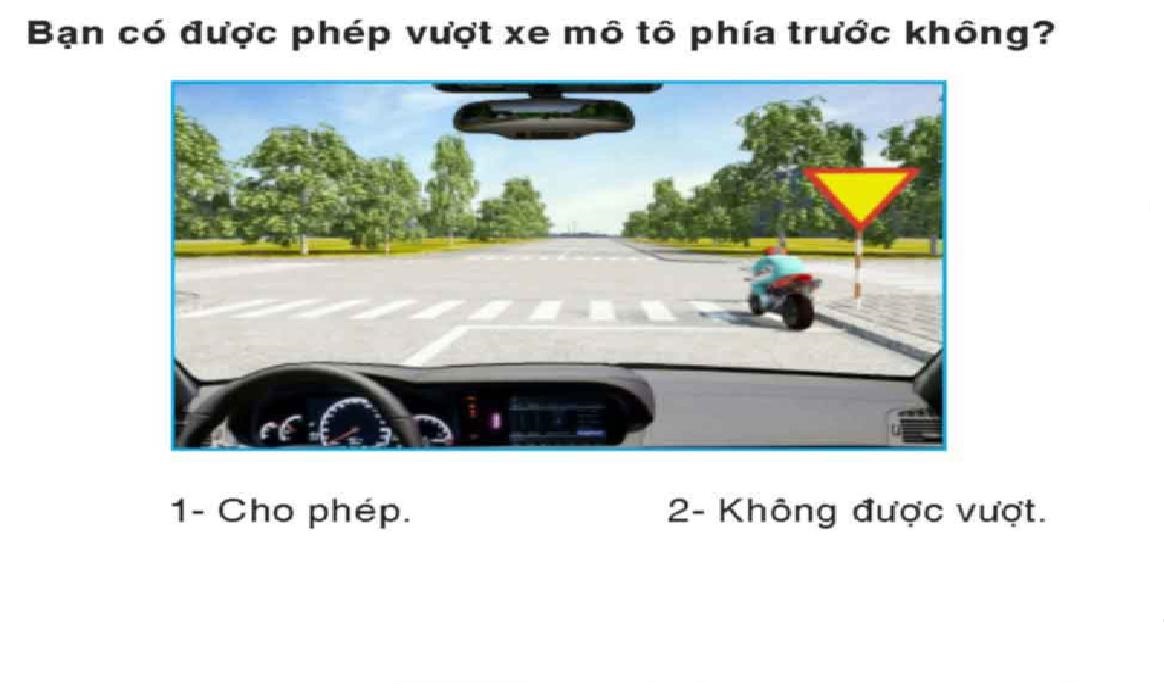 Bạn có được phép vượt xe mô tô phía trước không?
1- Cho phép.
2- Không được vượt.